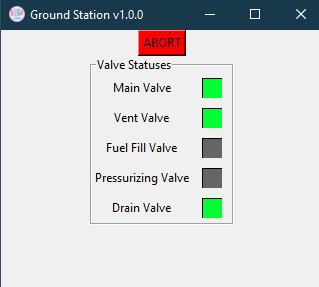 Ground Station v1.0.0
ABORT
Valve Statuses
Main Valve
Vent Valve
Fuel Fill Valve
Pressurizing Valve
Drain Valve